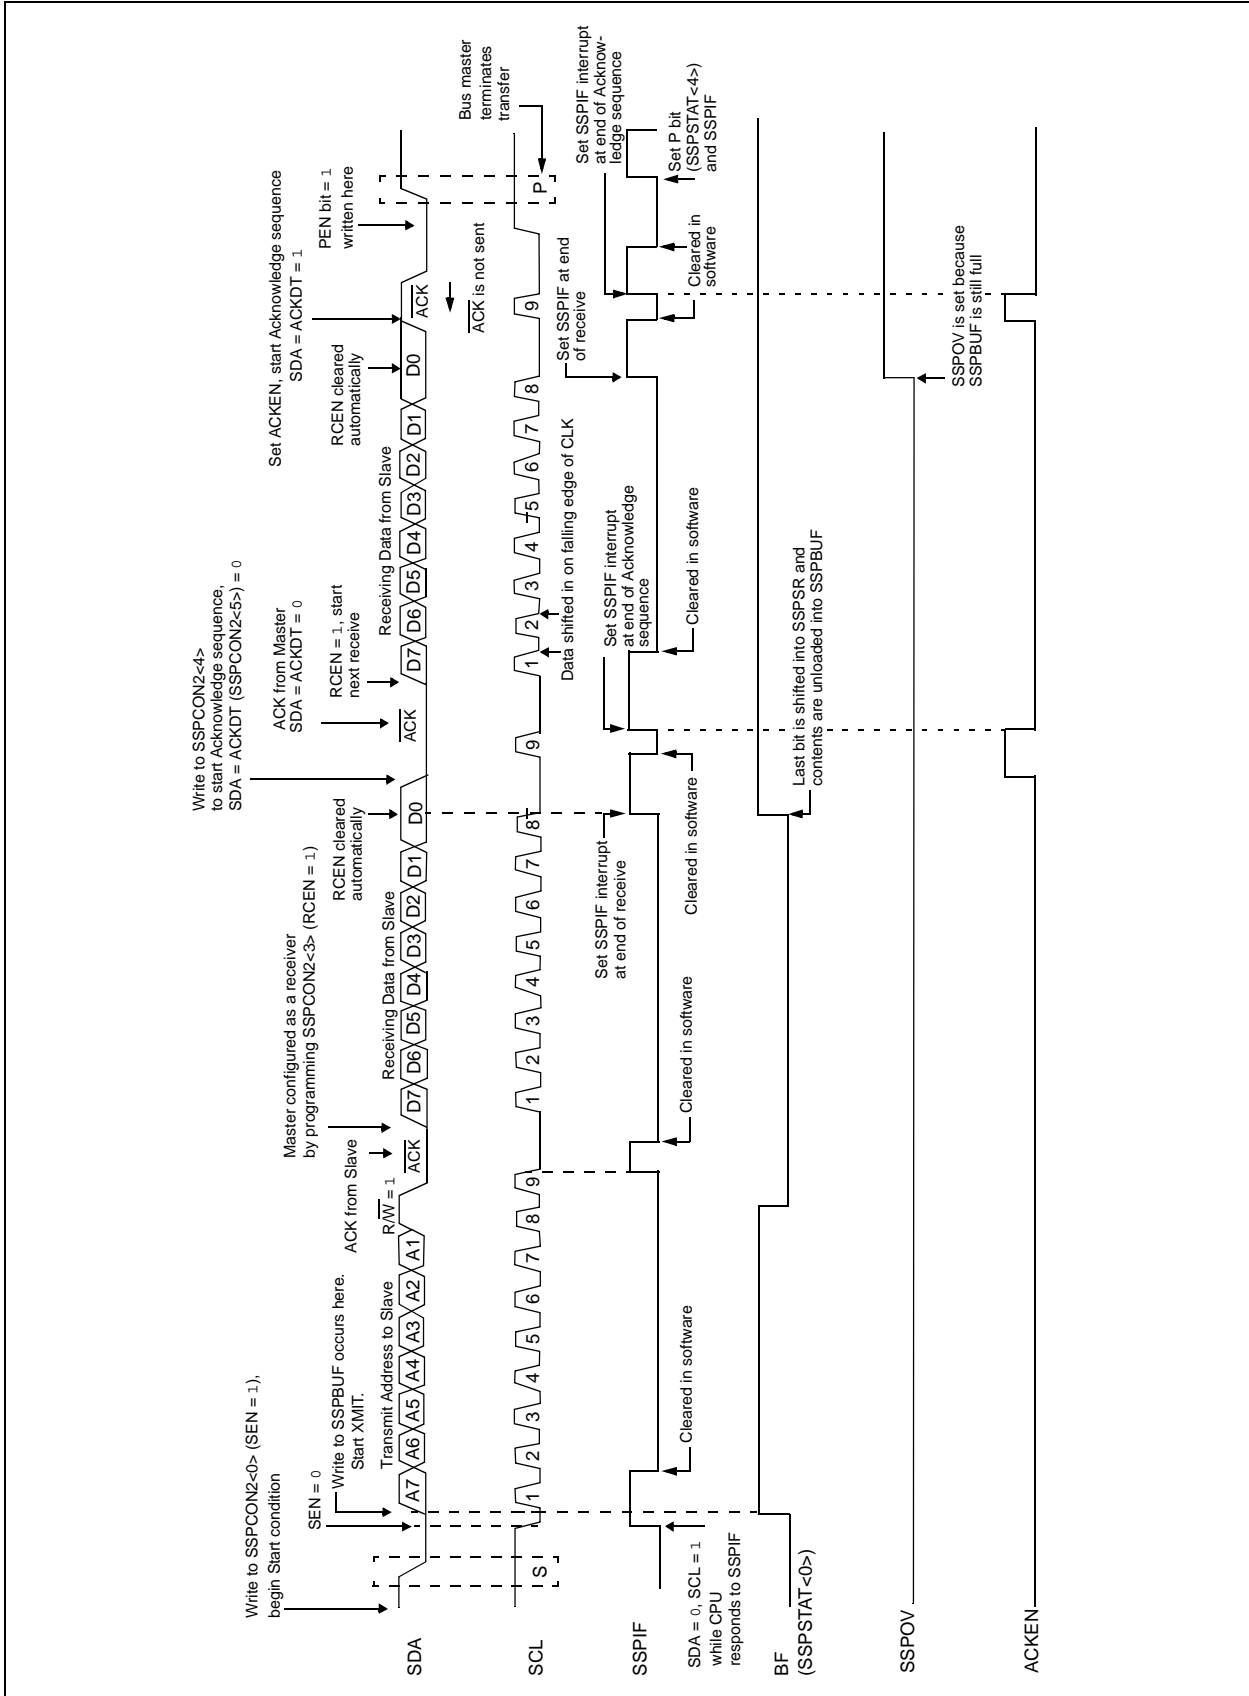 Write to SSPCON2<0> (SEN = 1),
begin Start condition
SEN = 0
Write to SSPBUF occurs here.
Start XMIT.
Transmit Address to Slave
ACK from Slave
R/W = 1
Master configured as a receiver
by programming SSPCON2<3> (RCEN = 1)
Receiving Data from Slave
RCEN cleared
automatically
Write to SSPCON2<4>
to start Acknowledge sequence,
SDA = ACKDT (SSPCON2<5>) = 0
ACK from Master
SDA = ACKDT = 0
RCEN = 1, start
next receive
Receiving Data from Slave
RCEN cleared
automatically
Set ACKEN, start Acknowledge sequence
SDA = ACKDT = 1
PEN bit = 1
written here
SDA
A7 A6 A5 A4 A3 A2 A1
ACK
D7 D6 D5 D4 D3 D2 D1 D0
ACK
D7 D6 D5 D4 D3 D2 D1 D0
ACK
ACK is not sent
Bus master
terminates
transfer
SCL
S
1 2 3 4 5 6 7 8 9
1 2 3 4 5 6 7 8 9
1 2 3 4 5 6 7 8 9
P
Data shifted in on falling edge of CLK
SSPIF
SDA = 0, SCL = 1
while CPU
responds to SSPIF
Cleared in software
Cleared in software
Set SSPIF interrupt
at end of receive
Cleared in software
Set SSPIF interrupt
at end of Acknowledge
sequence
Cleared in software
Set SSPIF at end
of receive
Cleared in
software
Set SSPIF interrupt
at end of Acknow-
ledge sequence
Set P bit
(SSPSTAT<4>)
and SSPIF
BF
(SSPSTAT<0>)
Last bit is shifted into SSPSR and
contents are unloaded into SSPBUF
SSPOV
SSPOV is set because
SSPBUF is still full
ACKEN